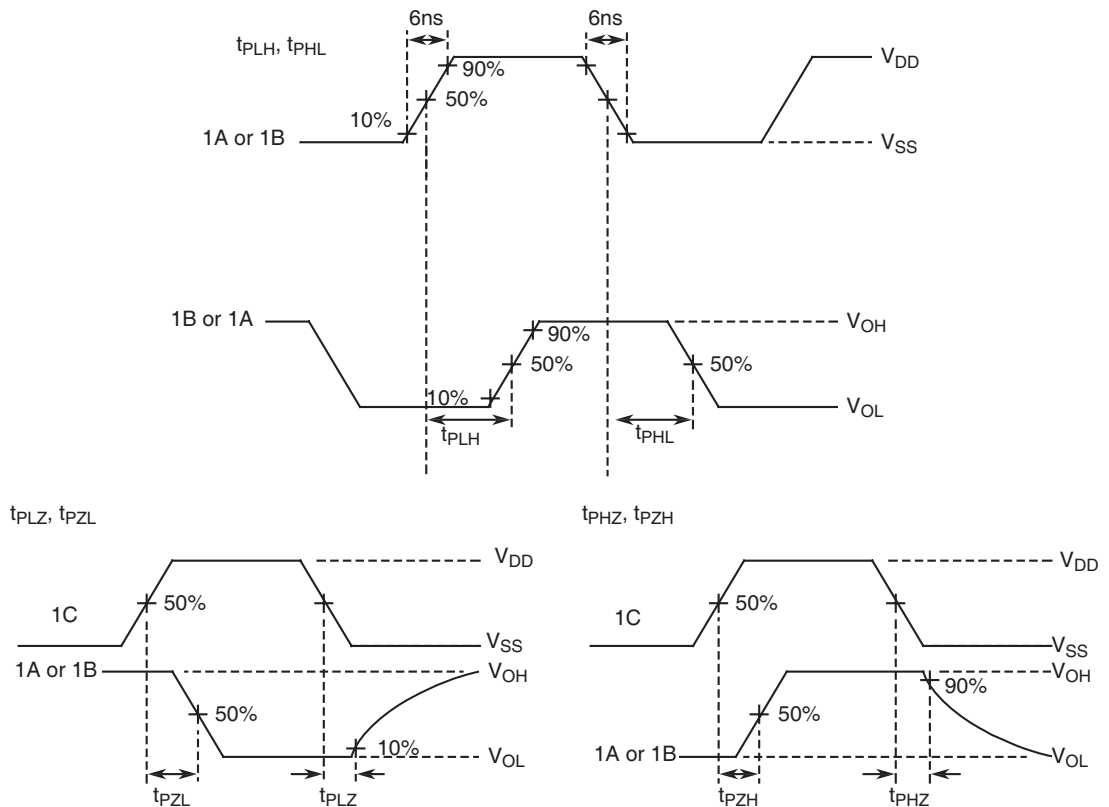 6ns
6ns
tPLH, tPHL
90%
50%
10%
1A or 1B
VDD
VSS
1B or 1A
90%
50%
10%
50%
VOH
VOL
tPLH
tPHL
tPLZ, tPZL
1C
50%
VDD
VSS
1A or 1B
50%
10%
VOH
VOL
tPZL
tPLZ
tPHZ, tPZH
1C
50%
VDD
VSS
1A or 1B
50%
90%
VOH
VOL
tPZH
tPHZ